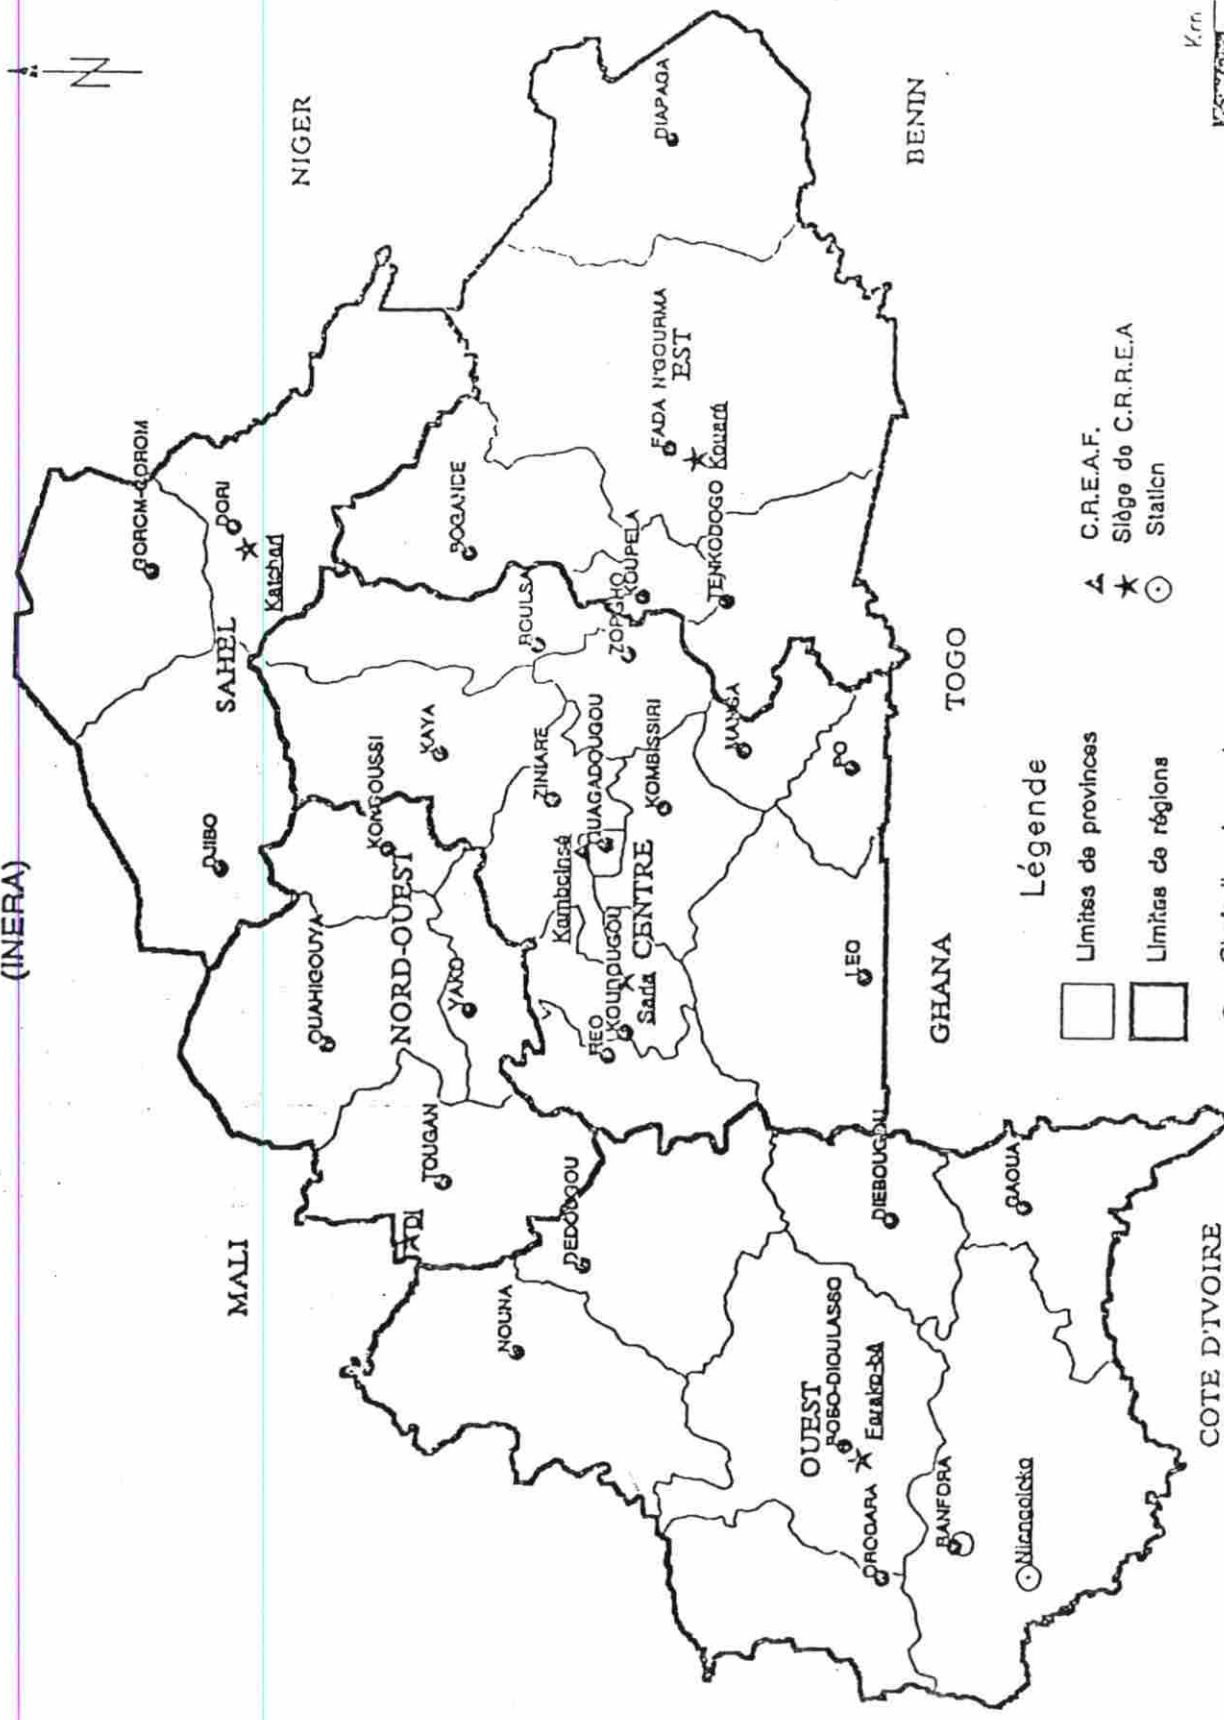 (INERA)
N
NIGER
MALI
BENIN
TOGO
GHANA
COTE D'IVOIRE
GOROM-GOROM
DORI
Katchari
SAHEL
DJIBO
OUAHIGOUYA
KONGOUSSI
NORD-OUEST
YAKO
TOUGAN
DI
KAYA
BOULSA
BOGANDE
DIAPAGA
FADA N'GOURMA
EST
Kouaré
KOUPELA
ZORGHO
TENKODOGO
ZINIARE
OUAGADOUGOU
Kamboinsé
KOMBISSIRI
CENTRE
KOUDOUGOU
Saria
REO
MANGA
PO
LEO
NOUNA
DEDOUGOU
DIEBOUGOU
GAOUA
OUEST
BOBO-DIOULASSO
Farako-bA
ORODARA
BANFORA
Niangoloko
Légende
Limites de provinces
Limites de régions
C.R.E.A.F.
Siège de C.R.R.E.A
Station
Km